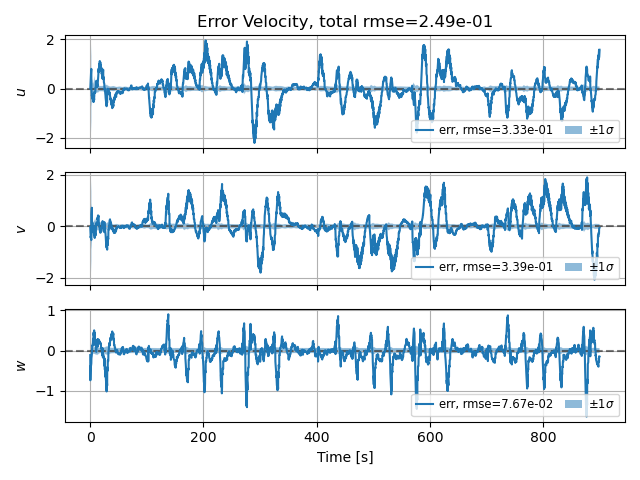 Error Velocity, total rmse=2.49e-01
2
0
−2
u
err, rmse=3.33e-01 ±1σ
2
0
−2
v
err, rmse=3.39e-01 ±1σ
1
0
−1
w
err, rmse=7.67e-02 ±1σ
0 200 400 600 800
Time [s]